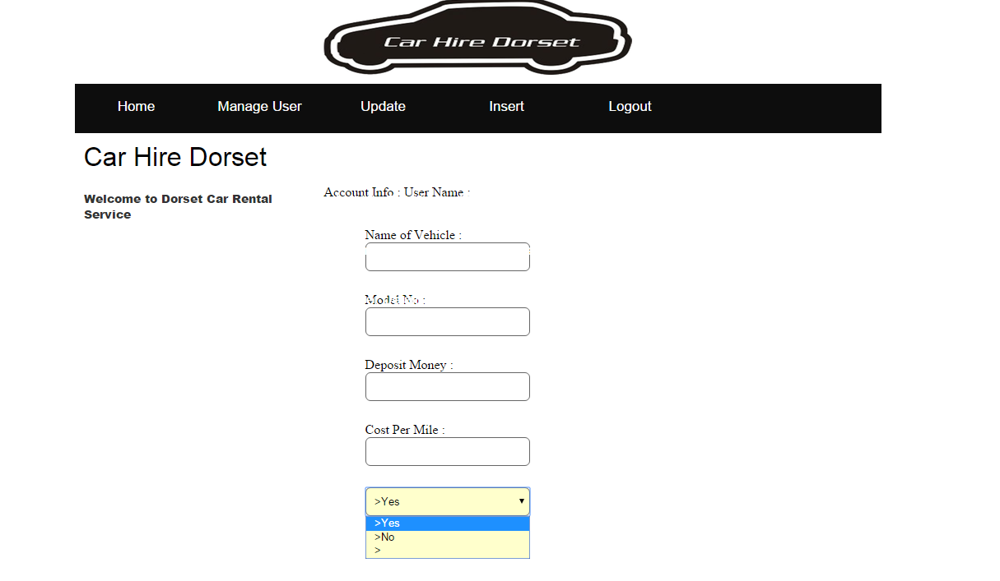 Car Hire Dorset
Home Manage User Update Insert Logout
Car Hire Dorset
Welcome to Dorset Car Rental
Service
Account Info : User Name :
Name of Vehicle :
Model No :
Deposit Money :
Cost Per Mile :
>Yes
>Yes
>No
>